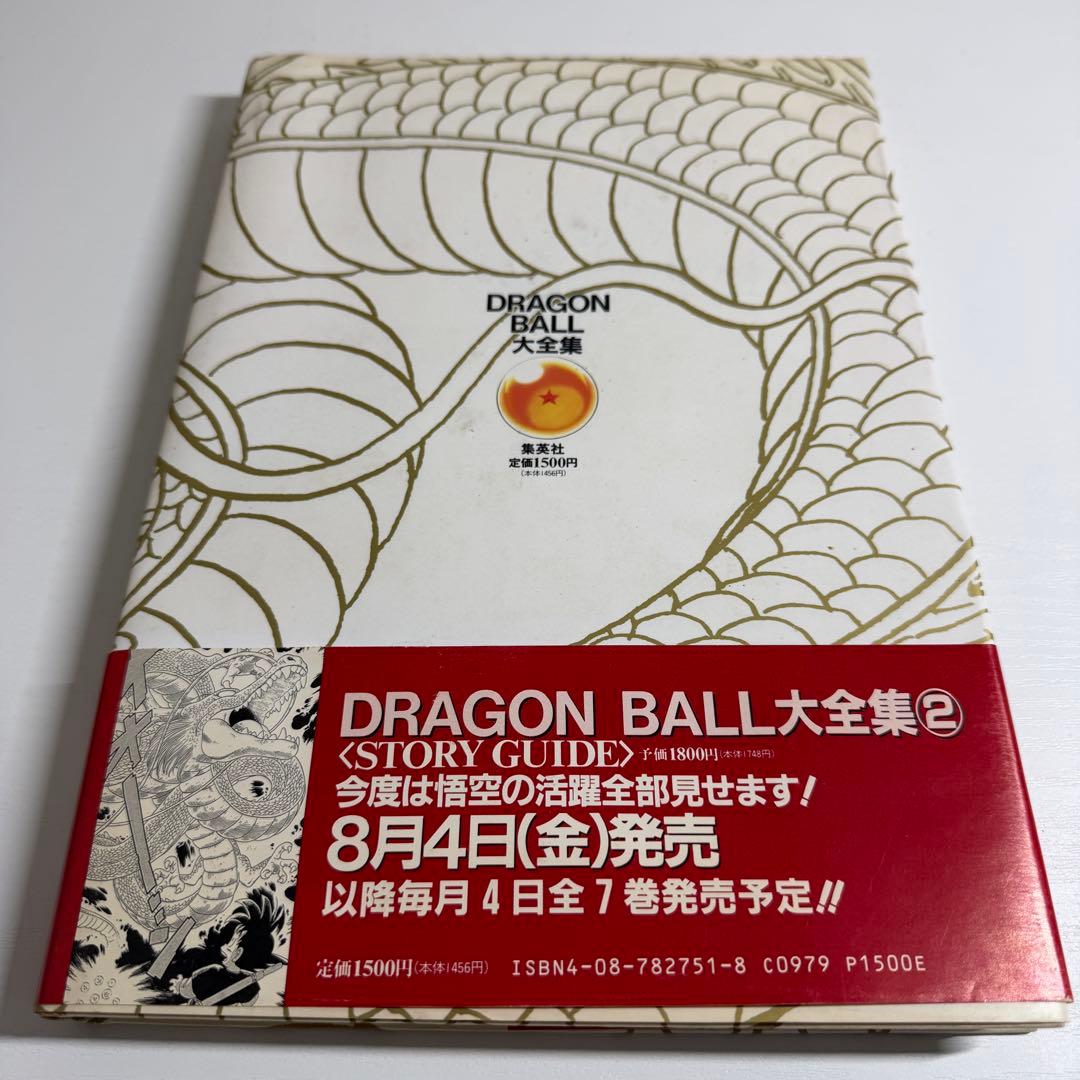 DRAGON
BALL
大全集
集英社
定価1500円
(本体1456円)
DRAGON BALL大全集②
〈STORY GUIDE〉 予価1800円(本体1748円)
今度は悟空の活躍全部見せます!
8月4日(金)発売
以降毎月4日全7巻発売予定!!
定価1500円(本体1456円) ISBN4-08-782751-8 C0979 P1500E